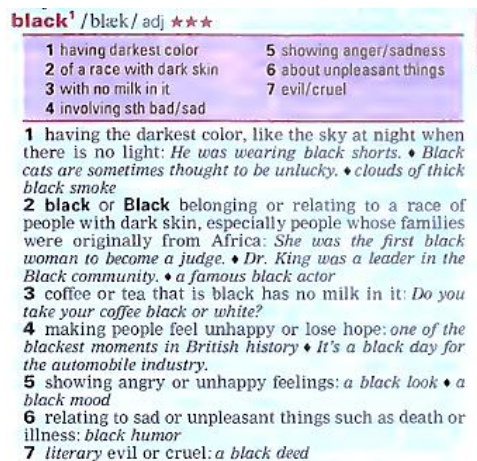 black¹ /blæk/ adj ★★★
1 having darkest color
2 of a race with dark skin
3 with no milk in it
4 involving sth bad/sad
5 showing anger/sadness
6 about unpleasant things
7 evil/cruel
1 having the darkest color, like the sky at night when
there is no light: He was wearing black shorts. ♦ Black
cats are sometimes thought to be unlucky. ♦ clouds of thick
black smoke
2 black or Black belonging or relating to a race of
people with dark skin, especially people whose families
were originally from Africa: She was the first black
woman to become a judge. ♦ Dr. King was a leader in the
Black community. ♦ a famous black actor
3 coffee or tea that is black has no milk in it: Do you
take your coffee black or white?
4 making people feel unhappy or lose hope: one of the
blackest moments in British history ♦ It's a black day for
the automobile industry.
5 showing angry or unhappy feelings: a black look ♦ a
black mood
6 relating to sad or unpleasant things such as death or
illness: black humor
7 literary evil or cruel: a black deed